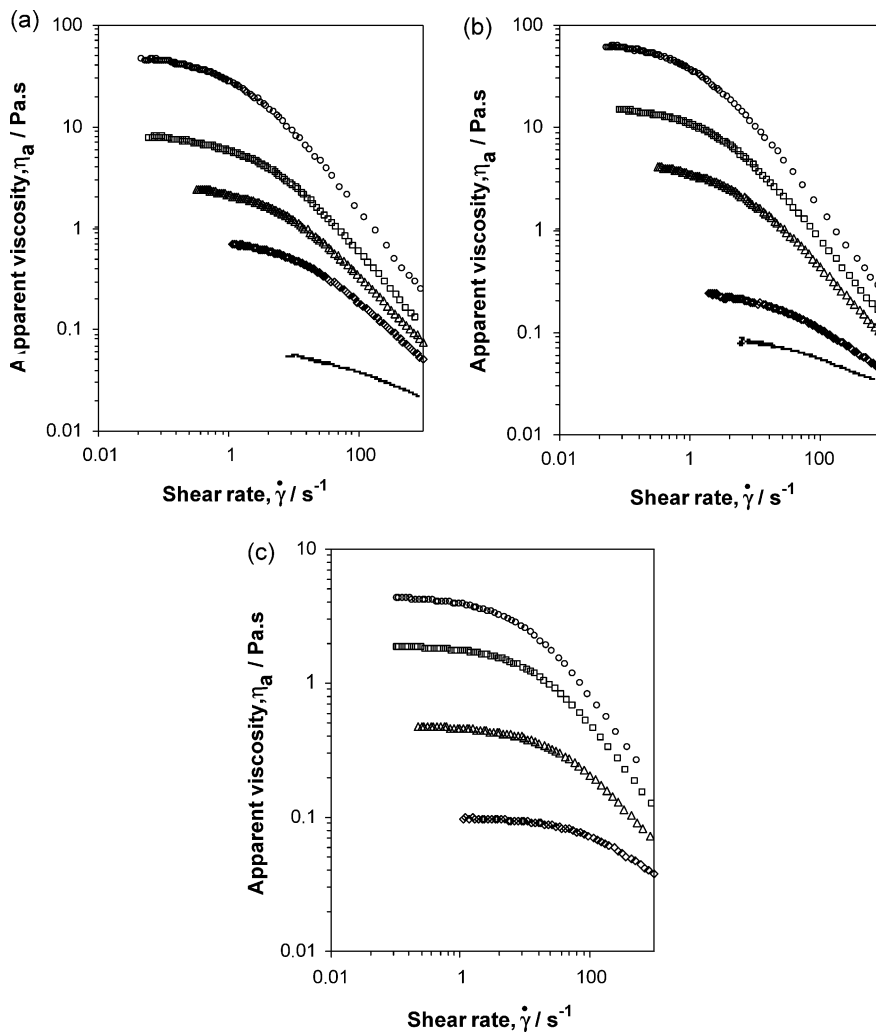 (a)
100
10
1
0.1
0.01
0.01 1 100
Apparent viscosity,ηa / Pa.s
Shear rate, γ̇ / s⁻¹
(b)
100
10
1
0.1
0.01
0.01 1 100
Apparent viscosity,ηa / Pa.s
Shear rate, γ̇ / s⁻¹
(c)
10
1
0.1
0.01
0.01 1 100
Apparent viscosity,ηa / Pa.s
Shear rate, γ̇ / s⁻¹